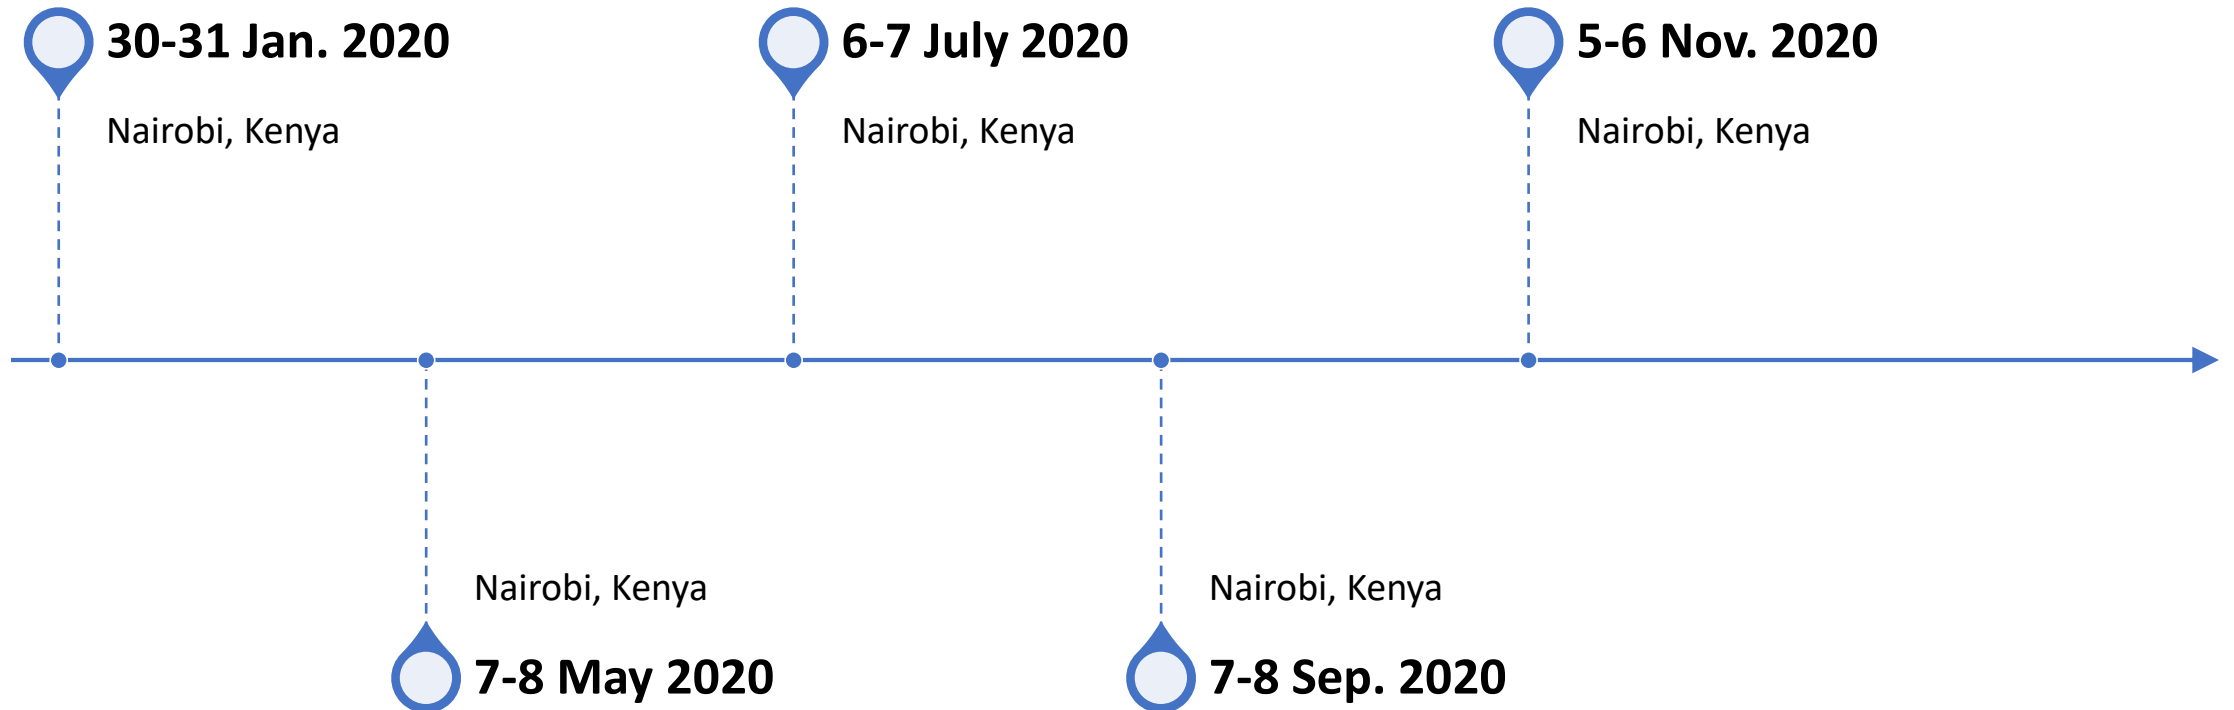 30-31 Jan. 2020
Nairobi, Kenya
6-7 July 2020
Nairobi, Kenya
5-6 Nov. 2020
Nairobi, Kenya
Nairobi, Kenya
7-8 May 2020
Nairobi, Kenya
7-8 Sep. 2020